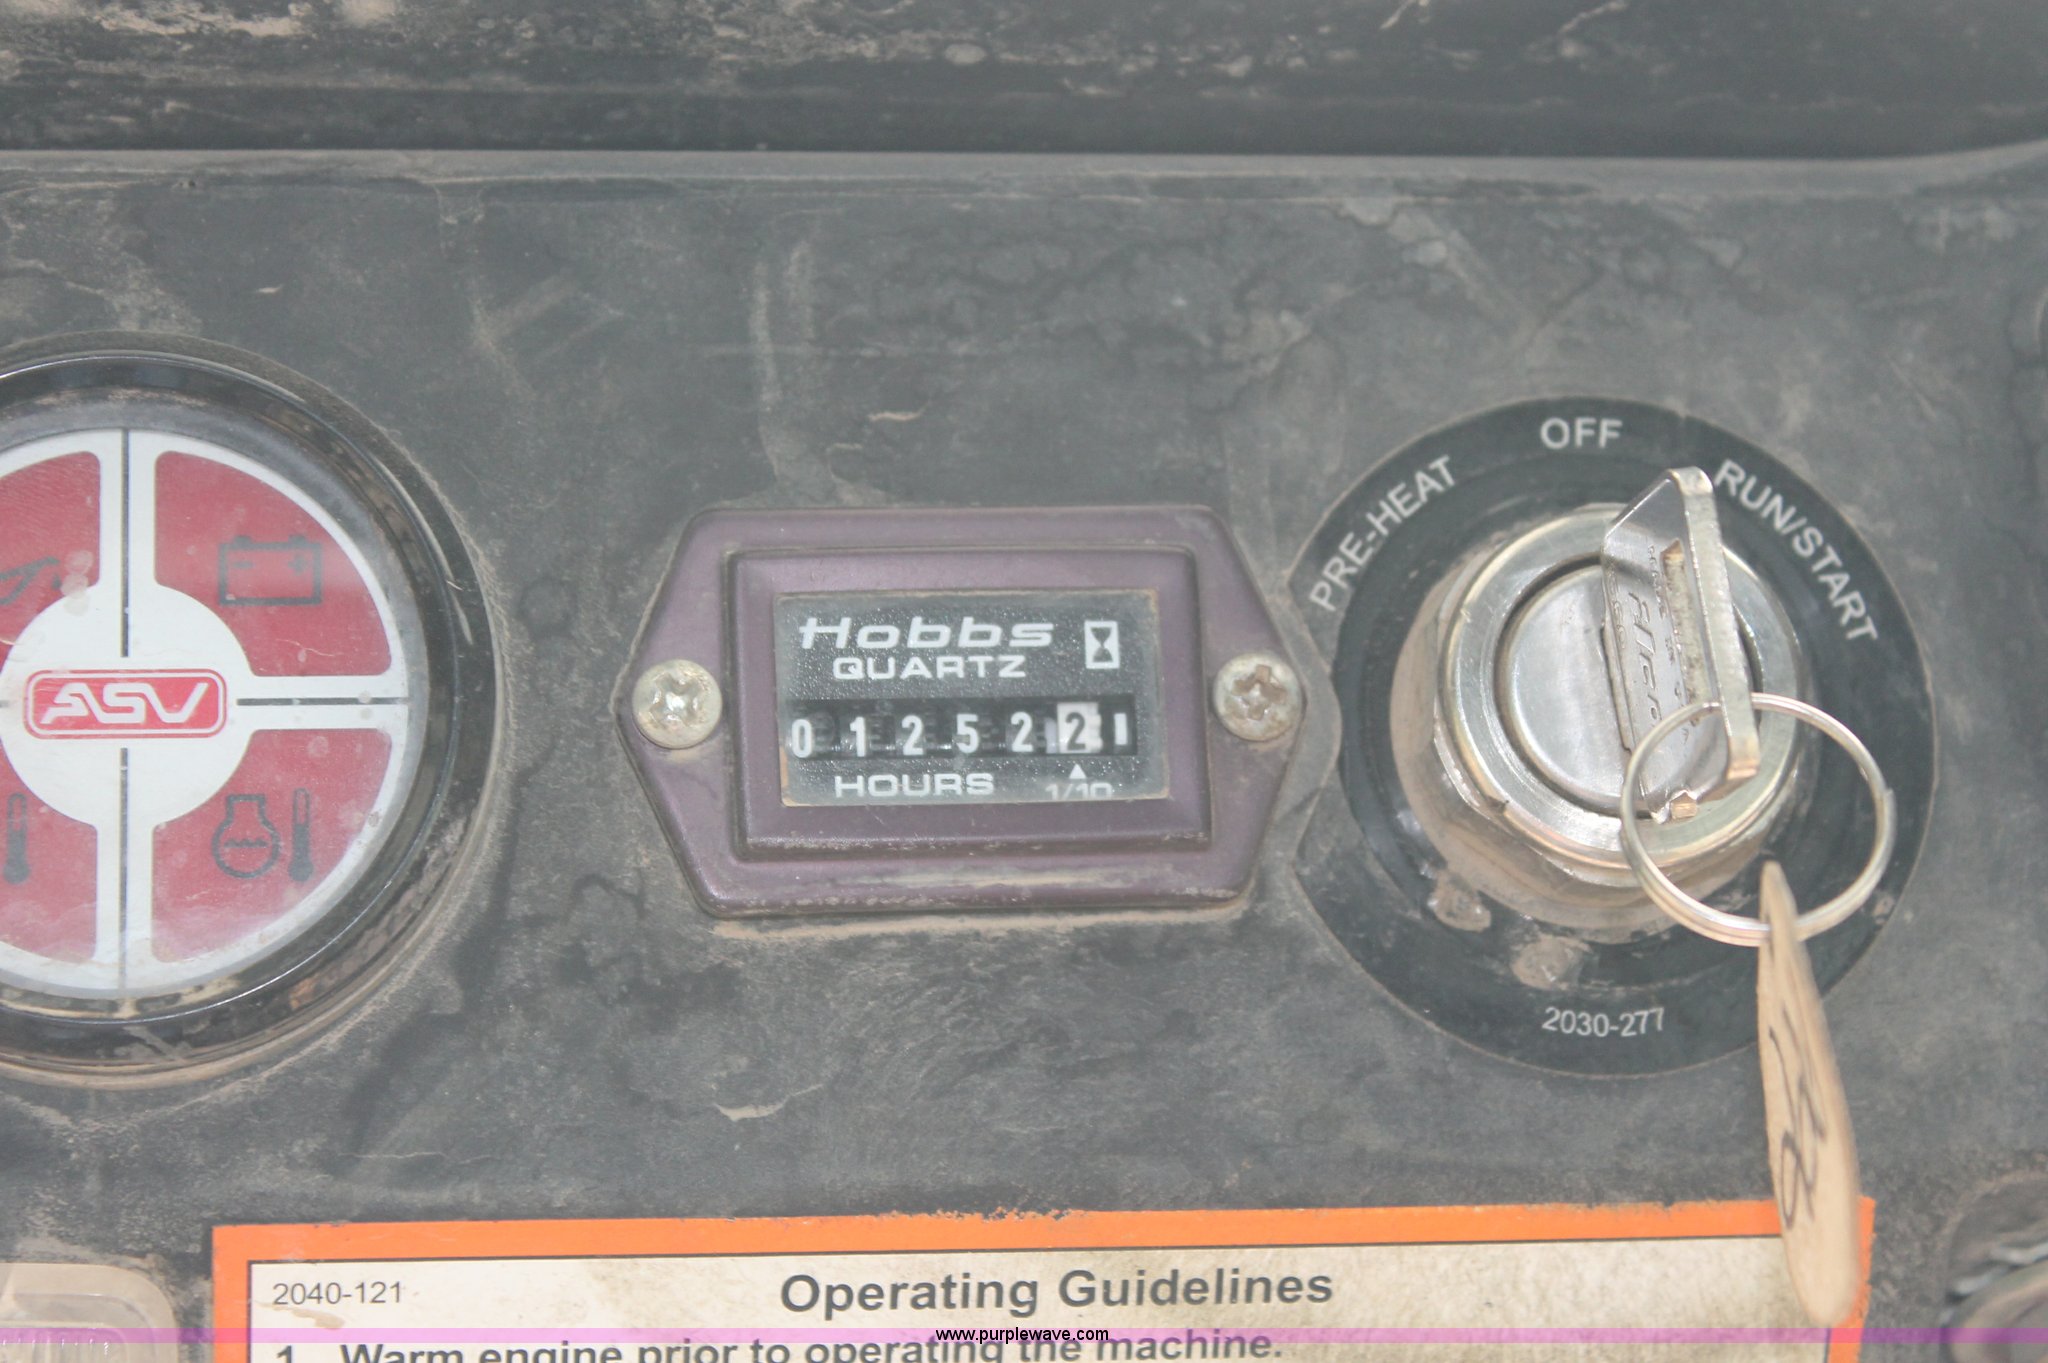 OFF
PRE-HEAT
RUN/START
Hobbs
QUARTZ
ASV
012522
HOURS 1/10
2030-277
2040-121
Operating Guidelines
1. Warm engine prior to operating the machine.
www.purplewave.com